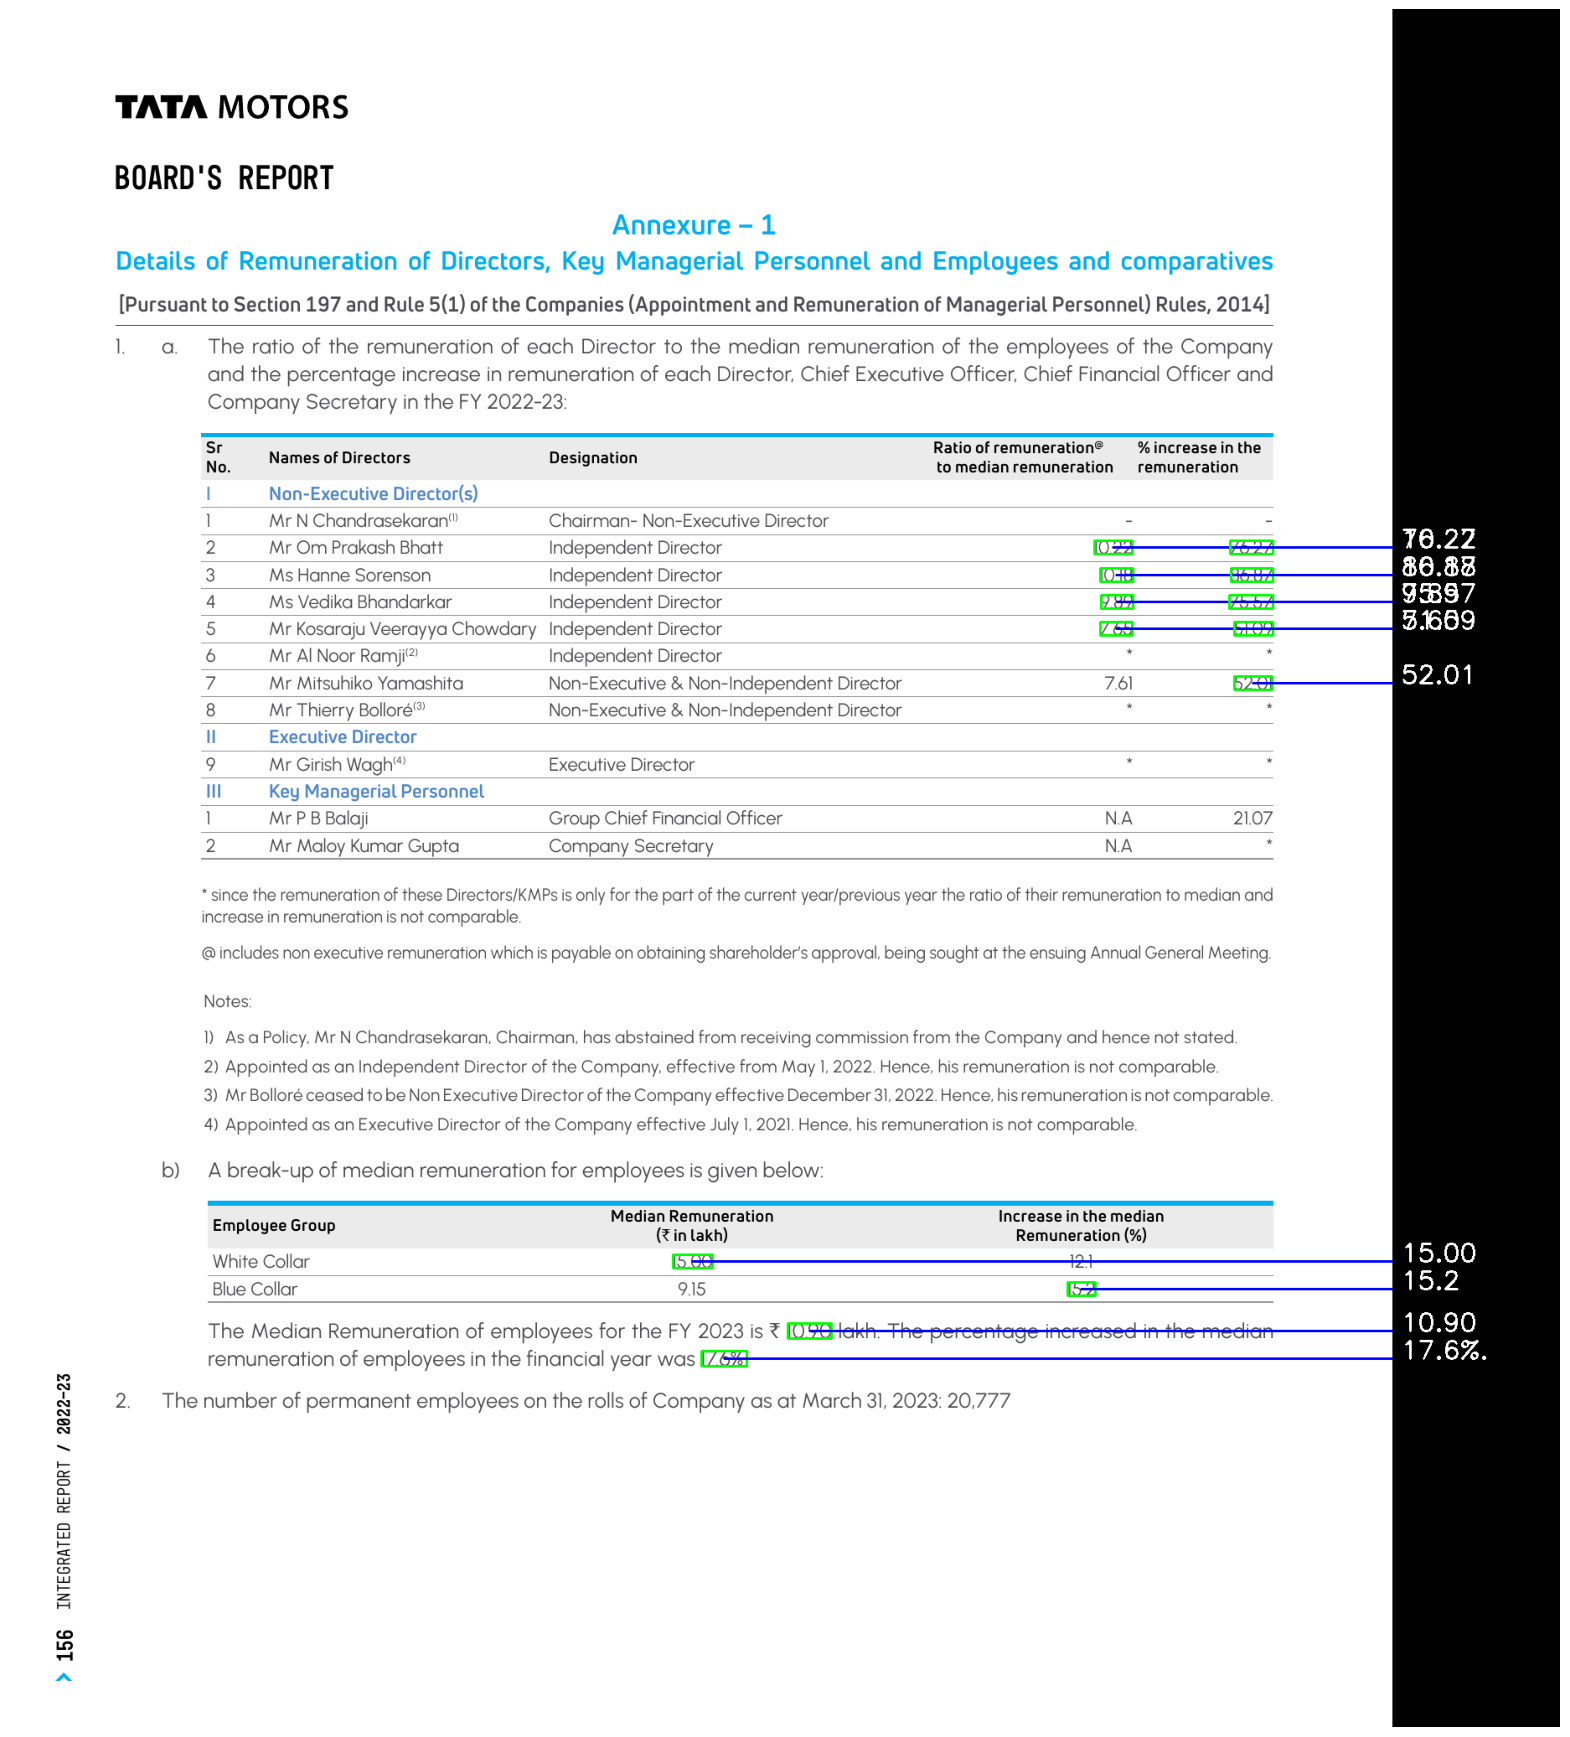 TATA MOTORS
BOARD'S REPORT
Annexure – 1
Details of Remuneration of Directors, Key Managerial Personnel and Employees and comparatives
[Pursuant to Section 197 and Rule 5(1) of the Companies (Appointment and Remuneration of Managerial Personnel) Rules, 2014]
1. a. The ratio of the remuneration of each Director to the median remuneration of the employees of the Company
and the percentage increase in remuneration of each Director, Chief Executive Officer, Chief Financial Officer and
Company Secretary in the FY 2022-23:
Sr No. Names of Directors Designation Ratio of remuneration@ to median remuneration % increase in the remuneration
I Non-Executive Director(s)
1 Mr N Chandrasekaran(1) Chairman- Non-Executive Director - -
2 Mr Om Prakash Bhatt Independent Director 10.22 76.27
3 Ms Hanne Sorenson Independent Director 10.18 86.87
4 Ms Vedika Bhandarkar Independent Director 9.89 75.57
5 Mr Kosaraju Veerayya Chowdary Independent Director 7.65 51.09
6 Mr Al Noor Ramji(2) Independent Director * *
7 Mr Mitsuhiko Yamashita Non-Executive & Non-Independent Director 7.61 52.01 52.01
8 Mr Thierry Bolloré(3) Non-Executive & Non-Independent Director * *
II Executive Director
9 Mr Girish Wagh(4) Executive Director * *
III Key Managerial Personnel
1 Mr P B Balaji Group Chief Financial Officer N.A 21.07
2 Mr Maloy Kumar Gupta Company Secretary N.A *
* since the remuneration of these Directors/KMPs is only for the part of the current year/previous year the ratio of their remuneration to median and
increase in remuneration is not comparable.
@ includes non executive remuneration which is payable on obtaining shareholder's approval, being sought at the ensuing Annual General Meeting.
Notes:
1) As a Policy, Mr N Chandrasekaran, Chairman, has abstained from receiving commission from the Company and hence not stated.
2) Appointed as an Independent Director of the Company, effective from May 1, 2022. Hence, his remuneration is not comparable.
3) Mr Bolloré ceased to be Non Executive Director of the Company effective December 31, 2022. Hence, his remuneration is not comparable.
4) Appointed as an Executive Director of the Company effective July 1, 2021. Hence, his remuneration is not comparable.
b) A break-up of median remuneration for employees is given below:
Employee Group Median Remuneration (₹ in lakh) Increase in the median Remuneration (%)
White Collar 15.00 12.1 15.00
Blue Collar 9.15 15.2 15.2
The Median Remuneration of employees for the FY 2023 is ₹ 10.90 lakh. The percentage increased in the median 10.90
remuneration of employees in the financial year was 17.6%. 17.6%.
2. The number of permanent employees on the rolls of Company as at March 31, 2023: 20,777
156 INTEGRATED REPORT / 2022-23